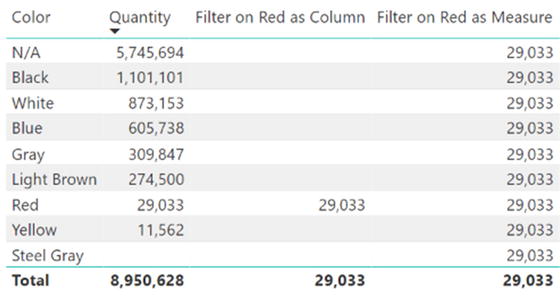 Color Quantity Filter on Red as Column Filter on Red as Measure
N/A 5,745,694 29,033
Black 1,101,101 29,033
White 873,153 29,033
Blue 605,738 29,033
Gray 309,847 29,033
Light Brown 274,500 29,033
Red 29,033 29,033 29,033
Yellow 11,562 29,033
Steel Gray 29,033
Total 8,950,628 29,033 29,033